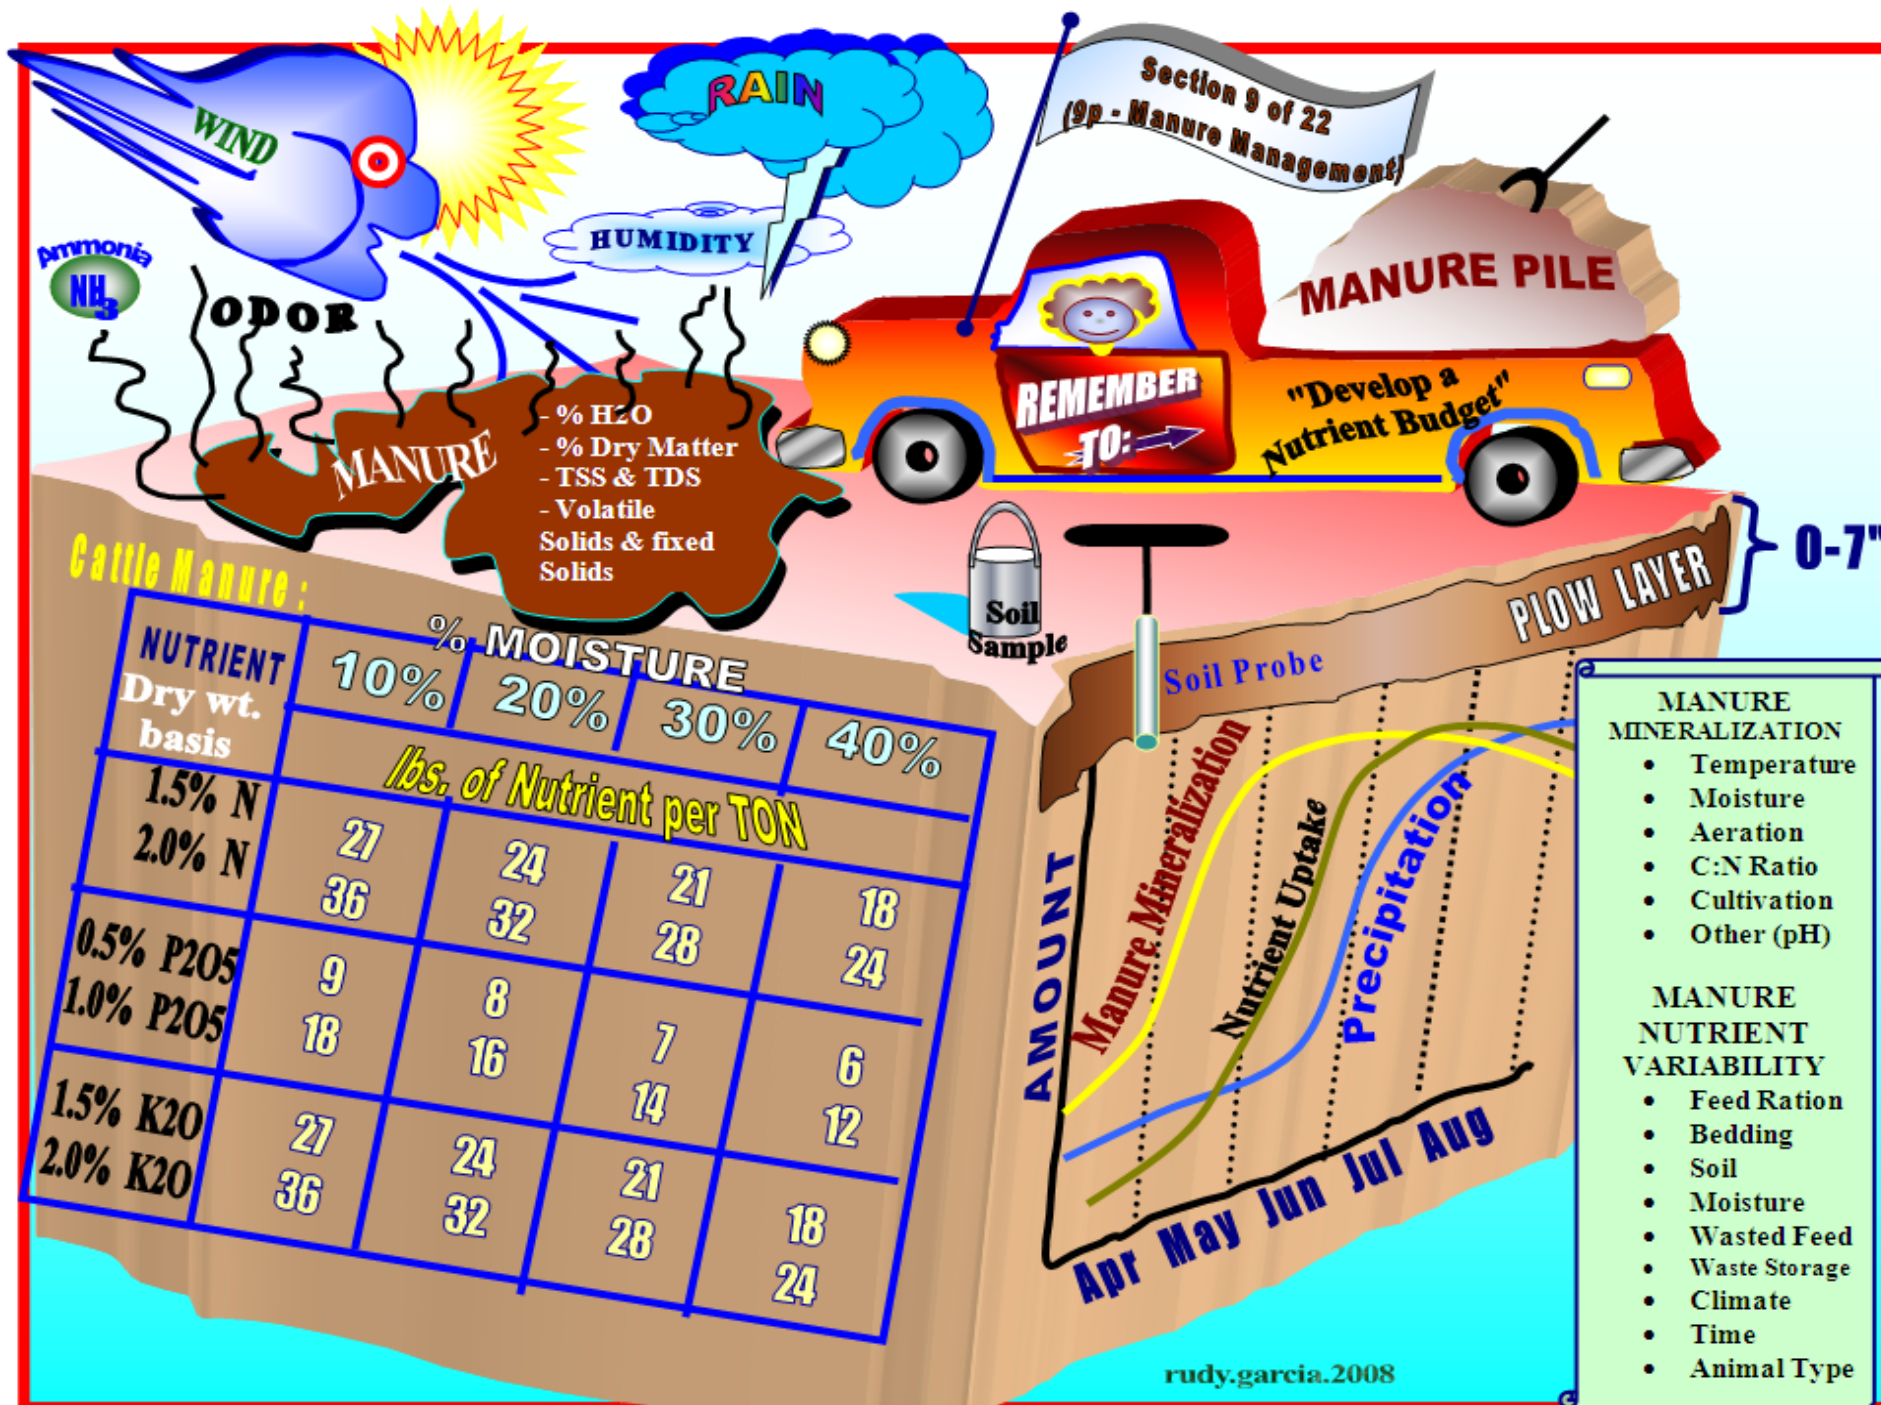 WIND
RAIN
HUMIDITY
Section 9 of 22
(9p - Manure Management)
Ammonia
NH3
ODOR
MANURE PILE
REMEMBER
TO:
"Develop a
Nutrient Budget"
MANURE
- % H2O
- % Dry Matter
- TSS & TDS
- Volatile
Solids & fixed
Solids
Soil
Sample
Soil Probe
PLOW LAYER
0-7"
Cattle Manure :
NUTRIENT
Dry wt.
basis
% MOISTURE
10% 20% 30% 40%
lbs. of Nutrient per TON
1.5% N 27 24 21 18
2.0% N 36 32 28 24
0.5% P2O5 9 8 7 6
1.0% P2O5 18 16 14 12
1.5% K2O 27 24 21 18
2.0% K2O 36 32 28 24
AMOUNT
Manure Mineralization
Nutrient Uptake
Precipitation
Apr May Jun Jul Aug
MANURE
MINERALIZATION
• Temperature
• Moisture
• Aeration
• C:N Ratio
• Cultivation
• Other (pH)
MANURE
NUTRIENT
VARIABILITY
• Feed Ration
• Bedding
• Soil
• Moisture
• Wasted Feed
• Waste Storage
• Climate
• Time
• Animal Type
rudy.garcia.2008